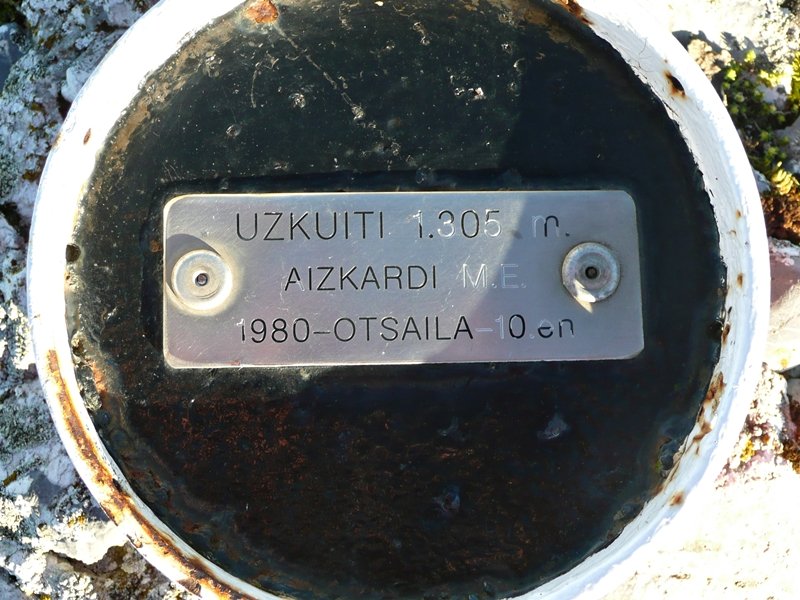 UZKUITI 1.305 m.
AIZKARDI M.E.
1980-OTSAILA-10.en